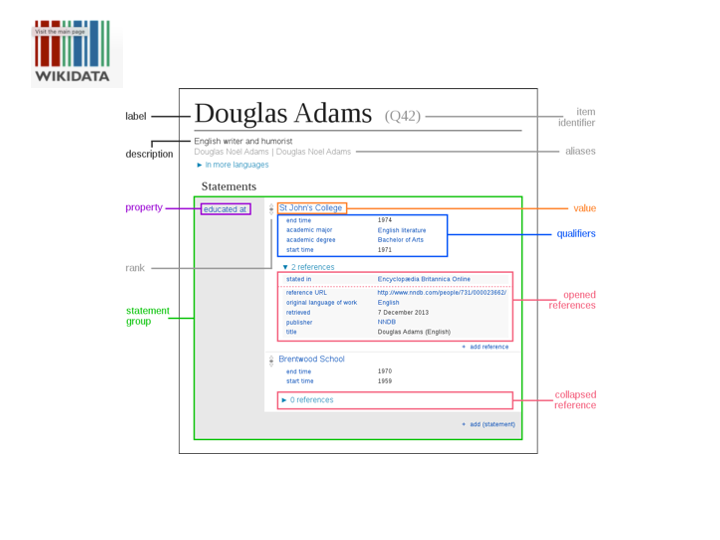 Visit the main page
WIKIDATA
label
Douglas Adams (Q42)
item
identifier
description
English writer and humorist
Douglas Noël Adams | Douglas Noel Adams
aliases
► in more languages
Statements
property
educated at
St John's College
value
end time 1974
academic major English literature
academic degree Bachelor of Arts
start time 1971
qualifiers
rank
▼ 2 references
stated in Encyclopædia Britannica Online
reference URL http://www.nndb.com/people/731/000023662/
original language of work English
retrieved 7 December 2013
publisher NNDB
title Douglas Adams (English)
opened
references
statement
group
+ add reference
Brentwood School
end time 1970
start time 1959
► 0 references
collapsed
reference
+ add (statement)